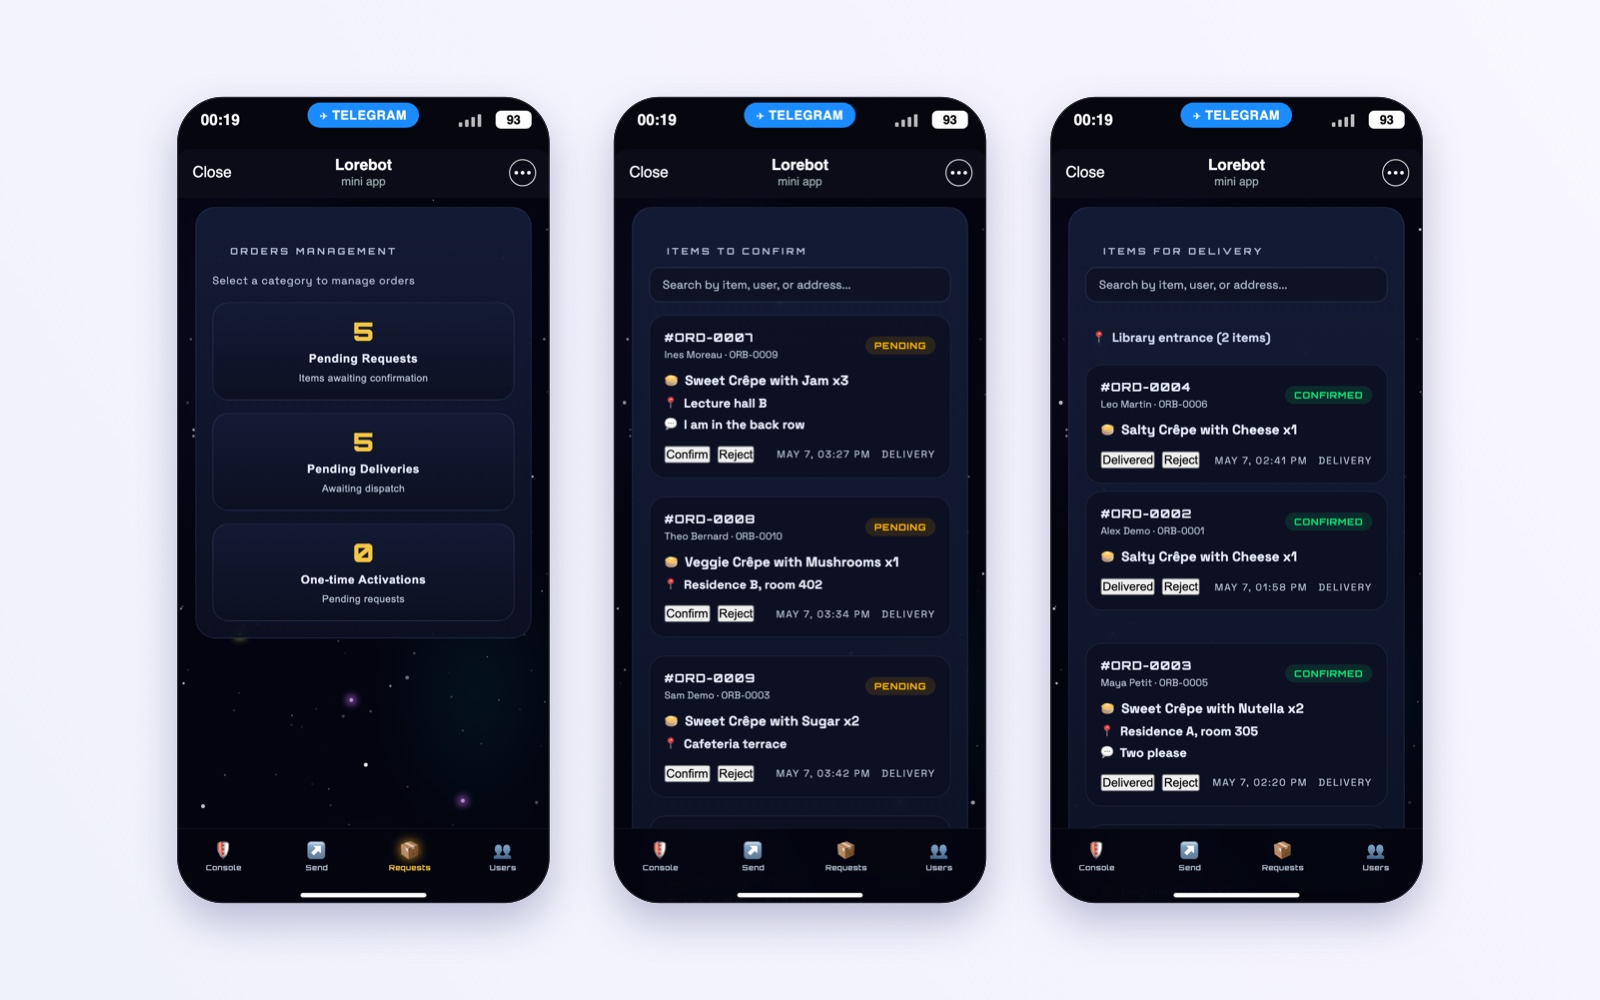 00:19
✈ TELEGRAM
93
Close
Lorebot
mini app
ORDERS MANAGEMENT
Select a category to manage orders
5
Pending Requests
Items awaiting confirmation
5
Pending Deliveries
Awaiting dispatch
0
One-time Activations
Pending requests
Console
Send
Requests
Users
00:19
✈ TELEGRAM
93
Close
Lorebot
mini app
ITEMS TO CONFIRM
Search by item, user, or address...
#ORD-0007
PENDING
Ines Moreau · ORB-0009
Sweet Crêpe with Jam x3
Lecture hall B
I am in the back row
Confirm Reject MAY 7, 03:27 PM DELIVERY
#ORD-0008
PENDING
Theo Bernard · ORB-0010
Veggie Crêpe with Mushrooms x1
Residence B, room 402
Confirm Reject MAY 7, 03:34 PM DELIVERY
#ORD-0009
PENDING
Sam Demo · ORB-0003
Sweet Crêpe with Sugar x2
Cafeteria terrace
Confirm Reject MAY 7, 03:42 PM DELIVERY
Console
Send
Requests
Users
00:19
✈ TELEGRAM
93
Close
Lorebot
mini app
ITEMS FOR DELIVERY
Search by item, user, or address...
Library entrance (2 items)
#ORD-0004
CONFIRMED
Leo Martin · ORB-0006
Salty Crêpe with Cheese x1
Delivered Reject MAY 7, 02:41 PM DELIVERY
#ORD-0002
CONFIRMED
Alex Demo · ORB-0001
Salty Crêpe with Cheese x1
Delivered Reject MAY 7, 01:58 PM DELIVERY
#ORD-0003
CONFIRMED
Maya Petit · ORB-0005
Sweet Crêpe with Nutella x2
Residence A, room 305
Two please
Delivered Reject MAY 7, 02:20 PM DELIVERY
Console
Send
Requests
Users